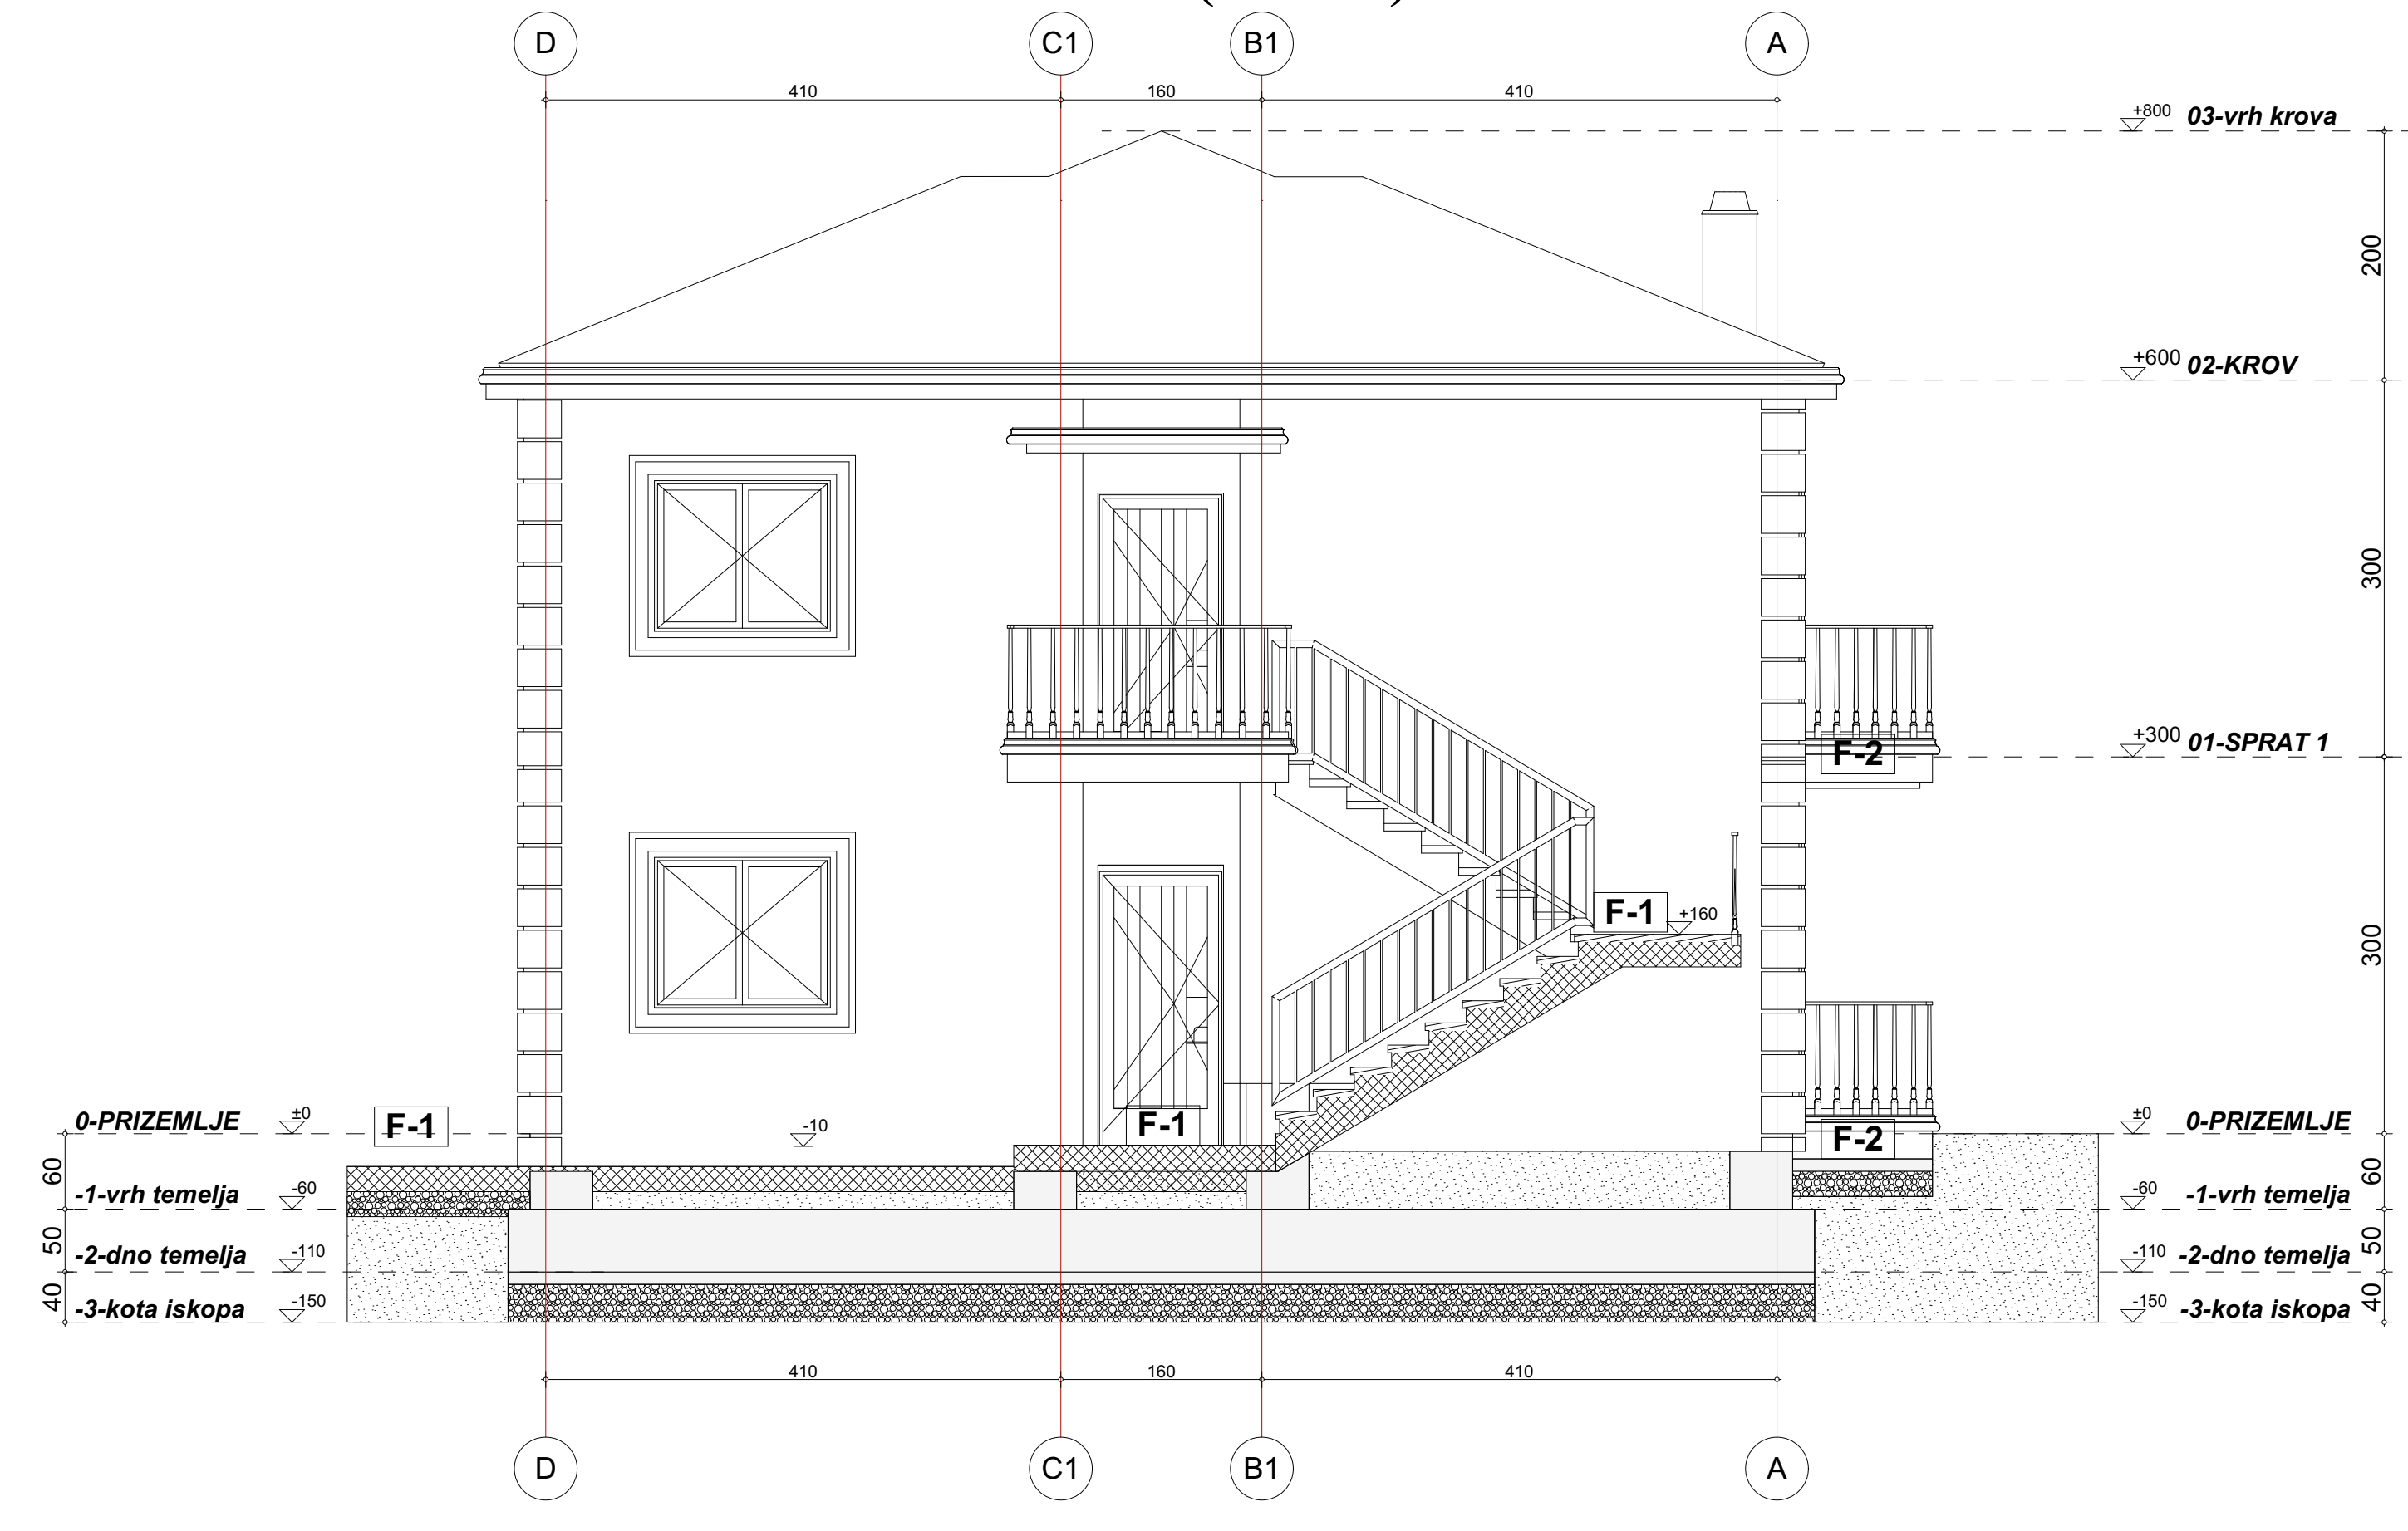 D C1 B1 A
410 160 410
+800 03-vrh krova
200
+600 02-KROV
300
+300 01-SPRAT 1
F-2
F-1 +160
300
0-PRIZEMLJE ±0 F-1 -10 F-1 F-2 ±0 0-PRIZEMLJE
60 60
-1-vrh temelja -60 -60 -1-vrh temelja
50 50
-2-dno temelja -110 -110 -2-dno temelja
40 40
-3-kota iskopa -150 -150 -3-kota iskopa
410 160 410
D C1 B1 A